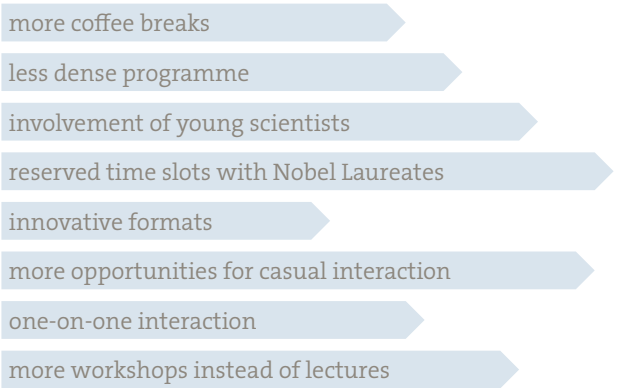 more coffee breaks
less dense programme
involvement of young scientists
reserved time slots with Nobel Laureates
innovative formats
more opportunities for casual interaction
one-on-one interaction
more workshops instead of lectures